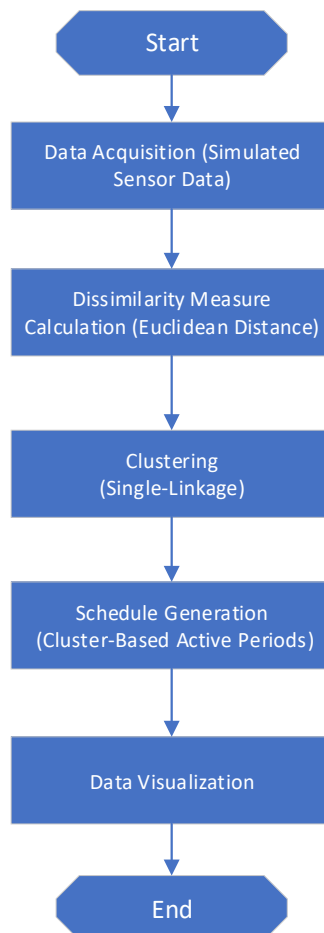 Start
Data Acquisition (Simulated
Sensor Data)
Dissimilarity Measure
Calculation (Euclidean Distance)
Clustering
(Single-Linkage)
Schedule Generation
(Cluster-Based Active Periods)
Data Visualization
End